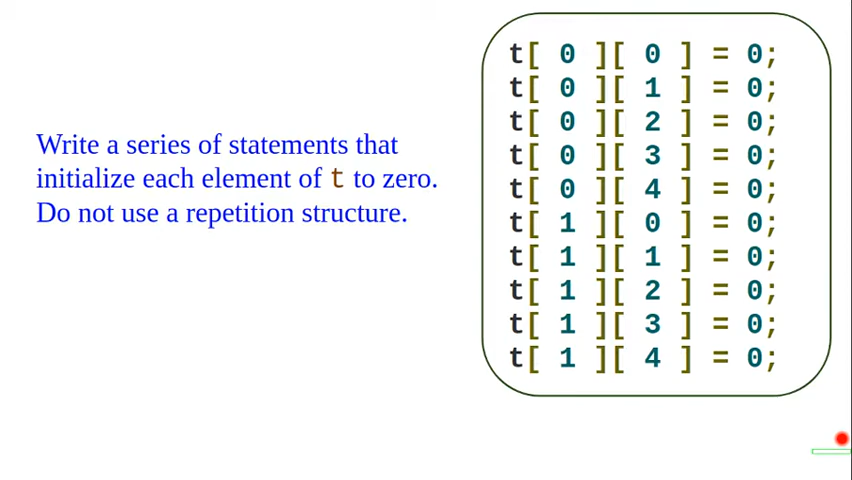 Write a series of statements that
initialize each element of t to zero.
Do not use a repetition structure.
t[ 0 ][ 0 ] = 0;
t[ 0 ][ 1 ] = 0;
t[ 0 ][ 2 ] = 0;
t[ 0 ][ 3 ] = 0;
t[ 0 ][ 4 ] = 0;
t[ 1 ][ 0 ] = 0;
t[ 1 ][ 1 ] = 0;
t[ 1 ][ 2 ] = 0;
t[ 1 ][ 3 ] = 0;
t[ 1 ][ 4 ] = 0;